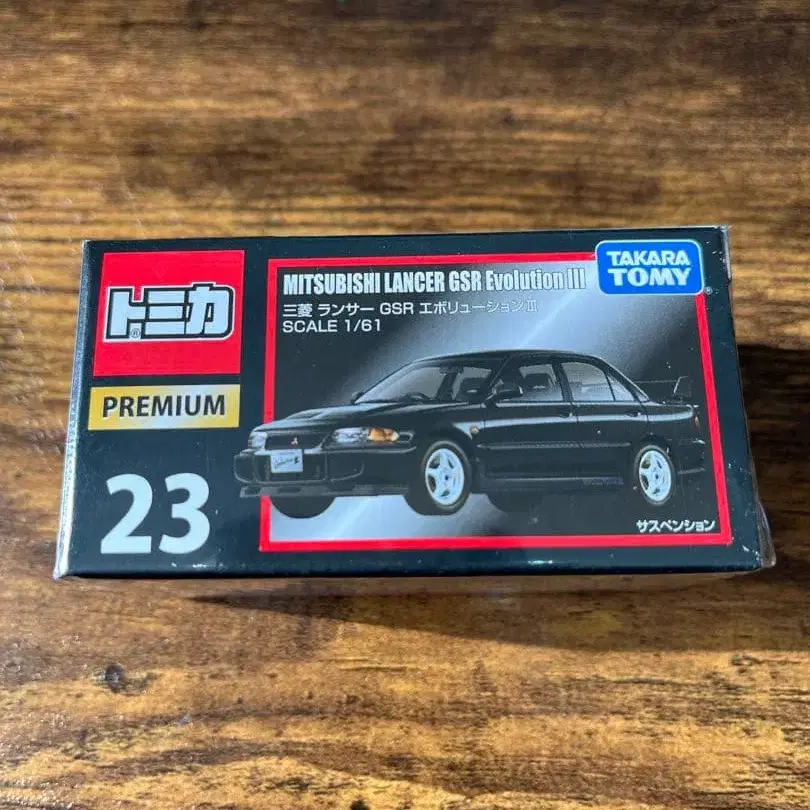 トミカ
PREMIUM
23
MITSUBISHI LANCER GSR Evolution III
三菱 ランサー GSR エボリューションⅢ
SCALE 1/61
TAKARA
TOMY
サスペンション